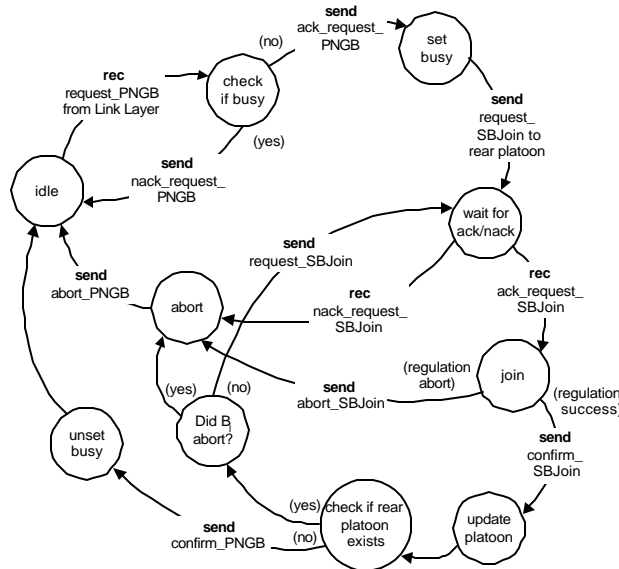 send
ack_request_
PNGB
(no)
set
busy
rec
request_PNGB
from Link Layer
check
if busy
(yes)
send
request_
SBJoin to
rear platoon
send
nack_request_
PNGB
idle
wait for
ack/nack
send
request_SBJoin
send
abort_PNGB
abort
rec
nack_request_
SBJoin
rec
ack_request_
SBJoin
(regulation
abort)
join
(yes)
(no)
send
abort_SBJoin
(regulation
success)
unset
busy
Did B
i
abort?
send
confirm_
SBJoin
(yes)
check if rear
platoon
exists
(no)
update
platoon
send
confirm_PNGB